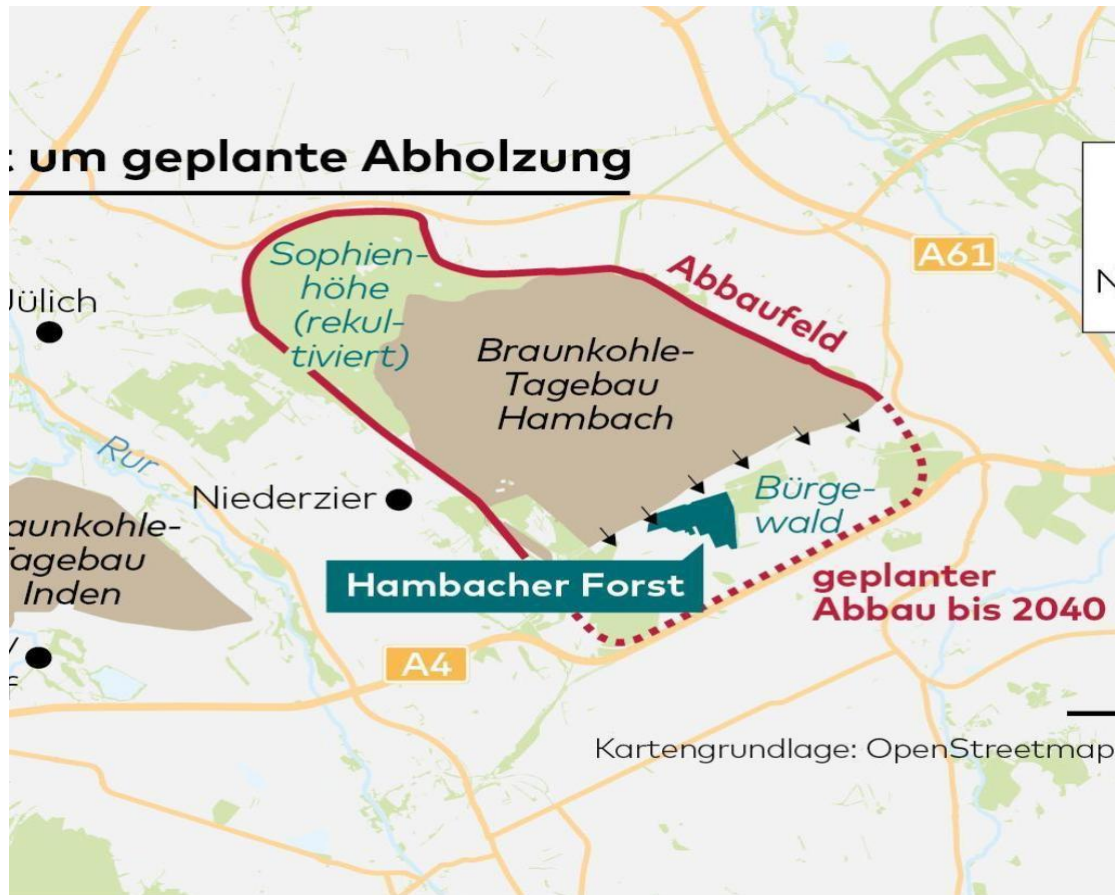 um geplante Abholzung
A61
Sophien-
höhe
(rekul-
tiviert)
Abbaufeld
Jülich
N
Braunkohle-
Tagebau
Hambach
Rur
Niederzier
Bürge-
wald
aunkohle-
agebau
Inden
Hambacher Forst
geplanter
Abbau bis 2040
A4
Kartengrundlage: OpenStreetmap